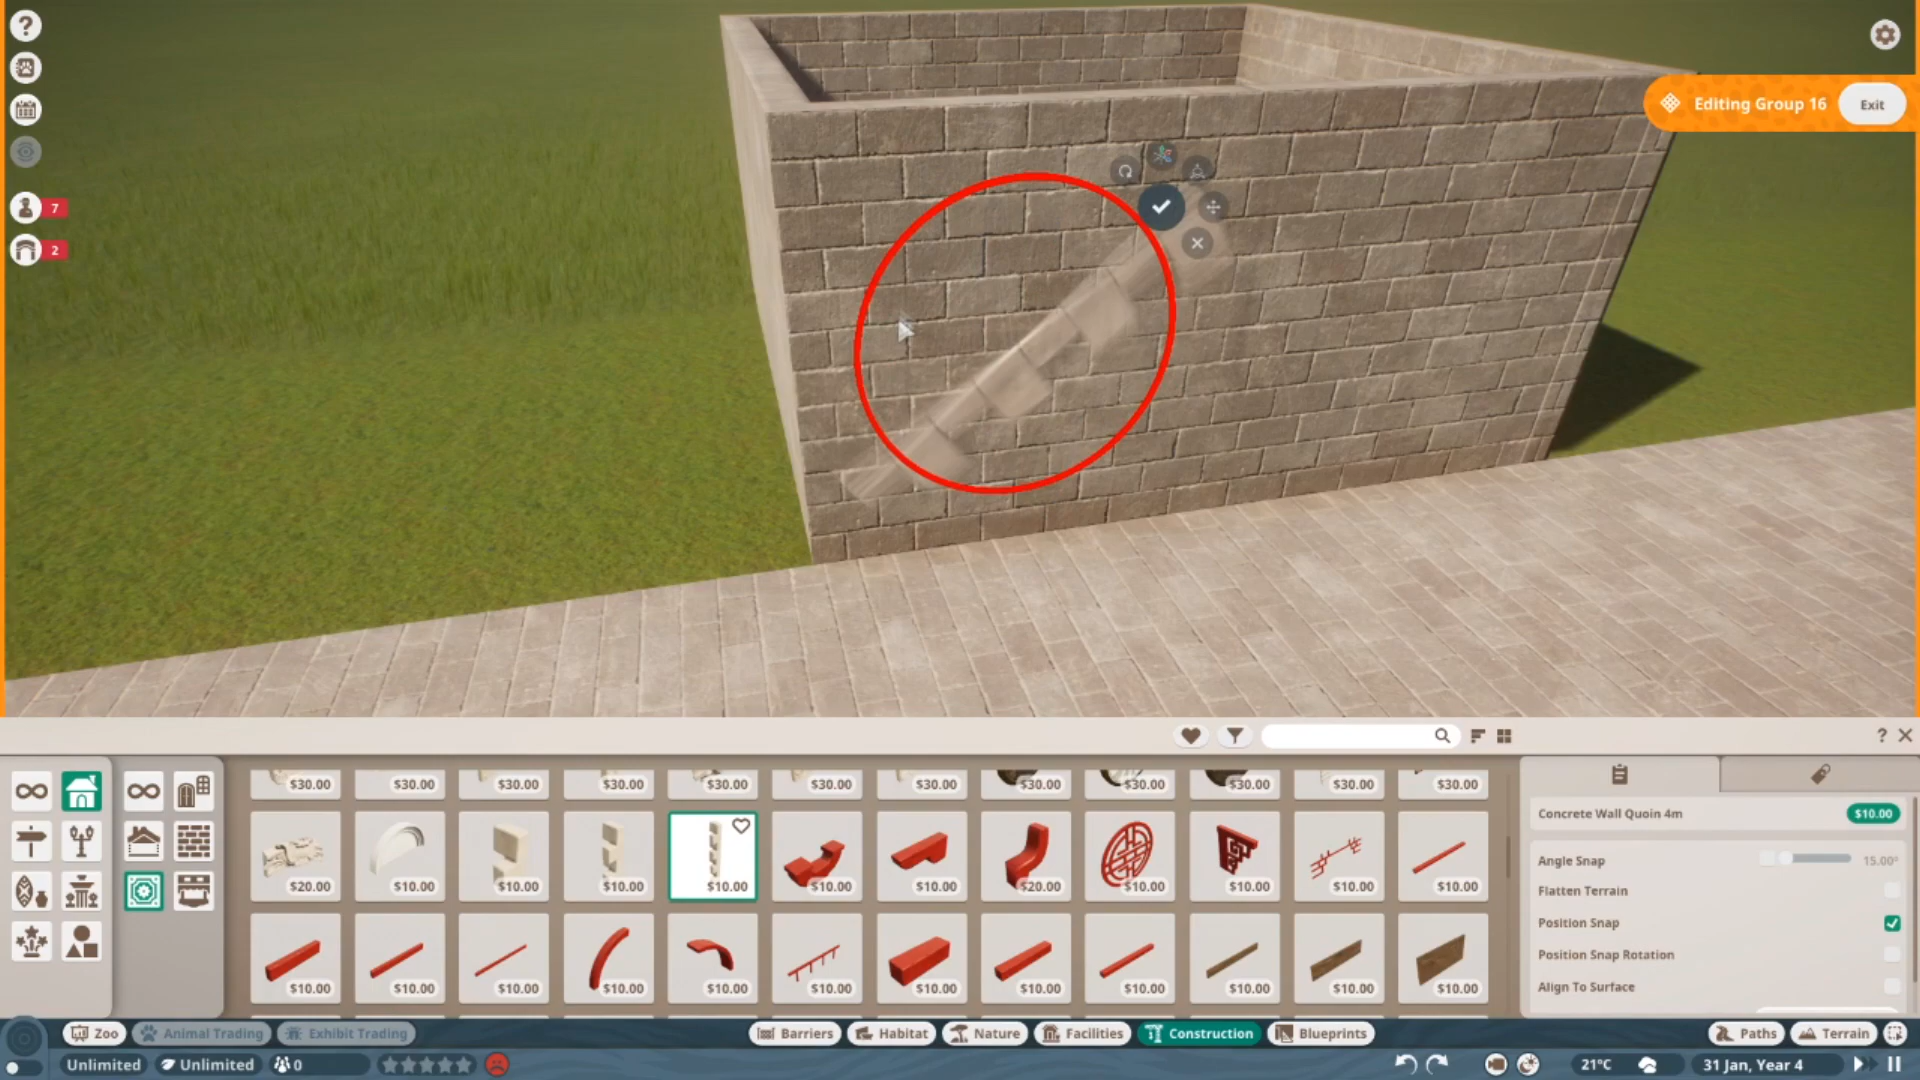 ?
Editing Group 16 Exit
7
2
? 
$30.00 $30.00 $30.00 $30.00 $30.00 $30.00 $30.00 $30.00 $30.00 $30.00 $30.00 $30.00
$20.00 $10.00 $10.00 $10.00 $10.00 $10.00 $10.00 $20.00 $10.00 $10.00 $10.00 $10.00
$10.00 $10.00 $10.00 $10.00 $10.00 $10.00 $10.00 $10.00 $10.00 $10.00 $10.00 $10.00
Concrete Wall Quoin 4m $10.00
Angle Snap 15.00°
Flatten Terrain
Position Snap
Position Snap Rotation
Align To Surface
Zoo Animal Trading Exhibit Trading Barriers Habitat Nature Facilities Construction Blueprints Paths Terrain
Unlimited Unlimited 0 21°C 31 Jan, Year 4